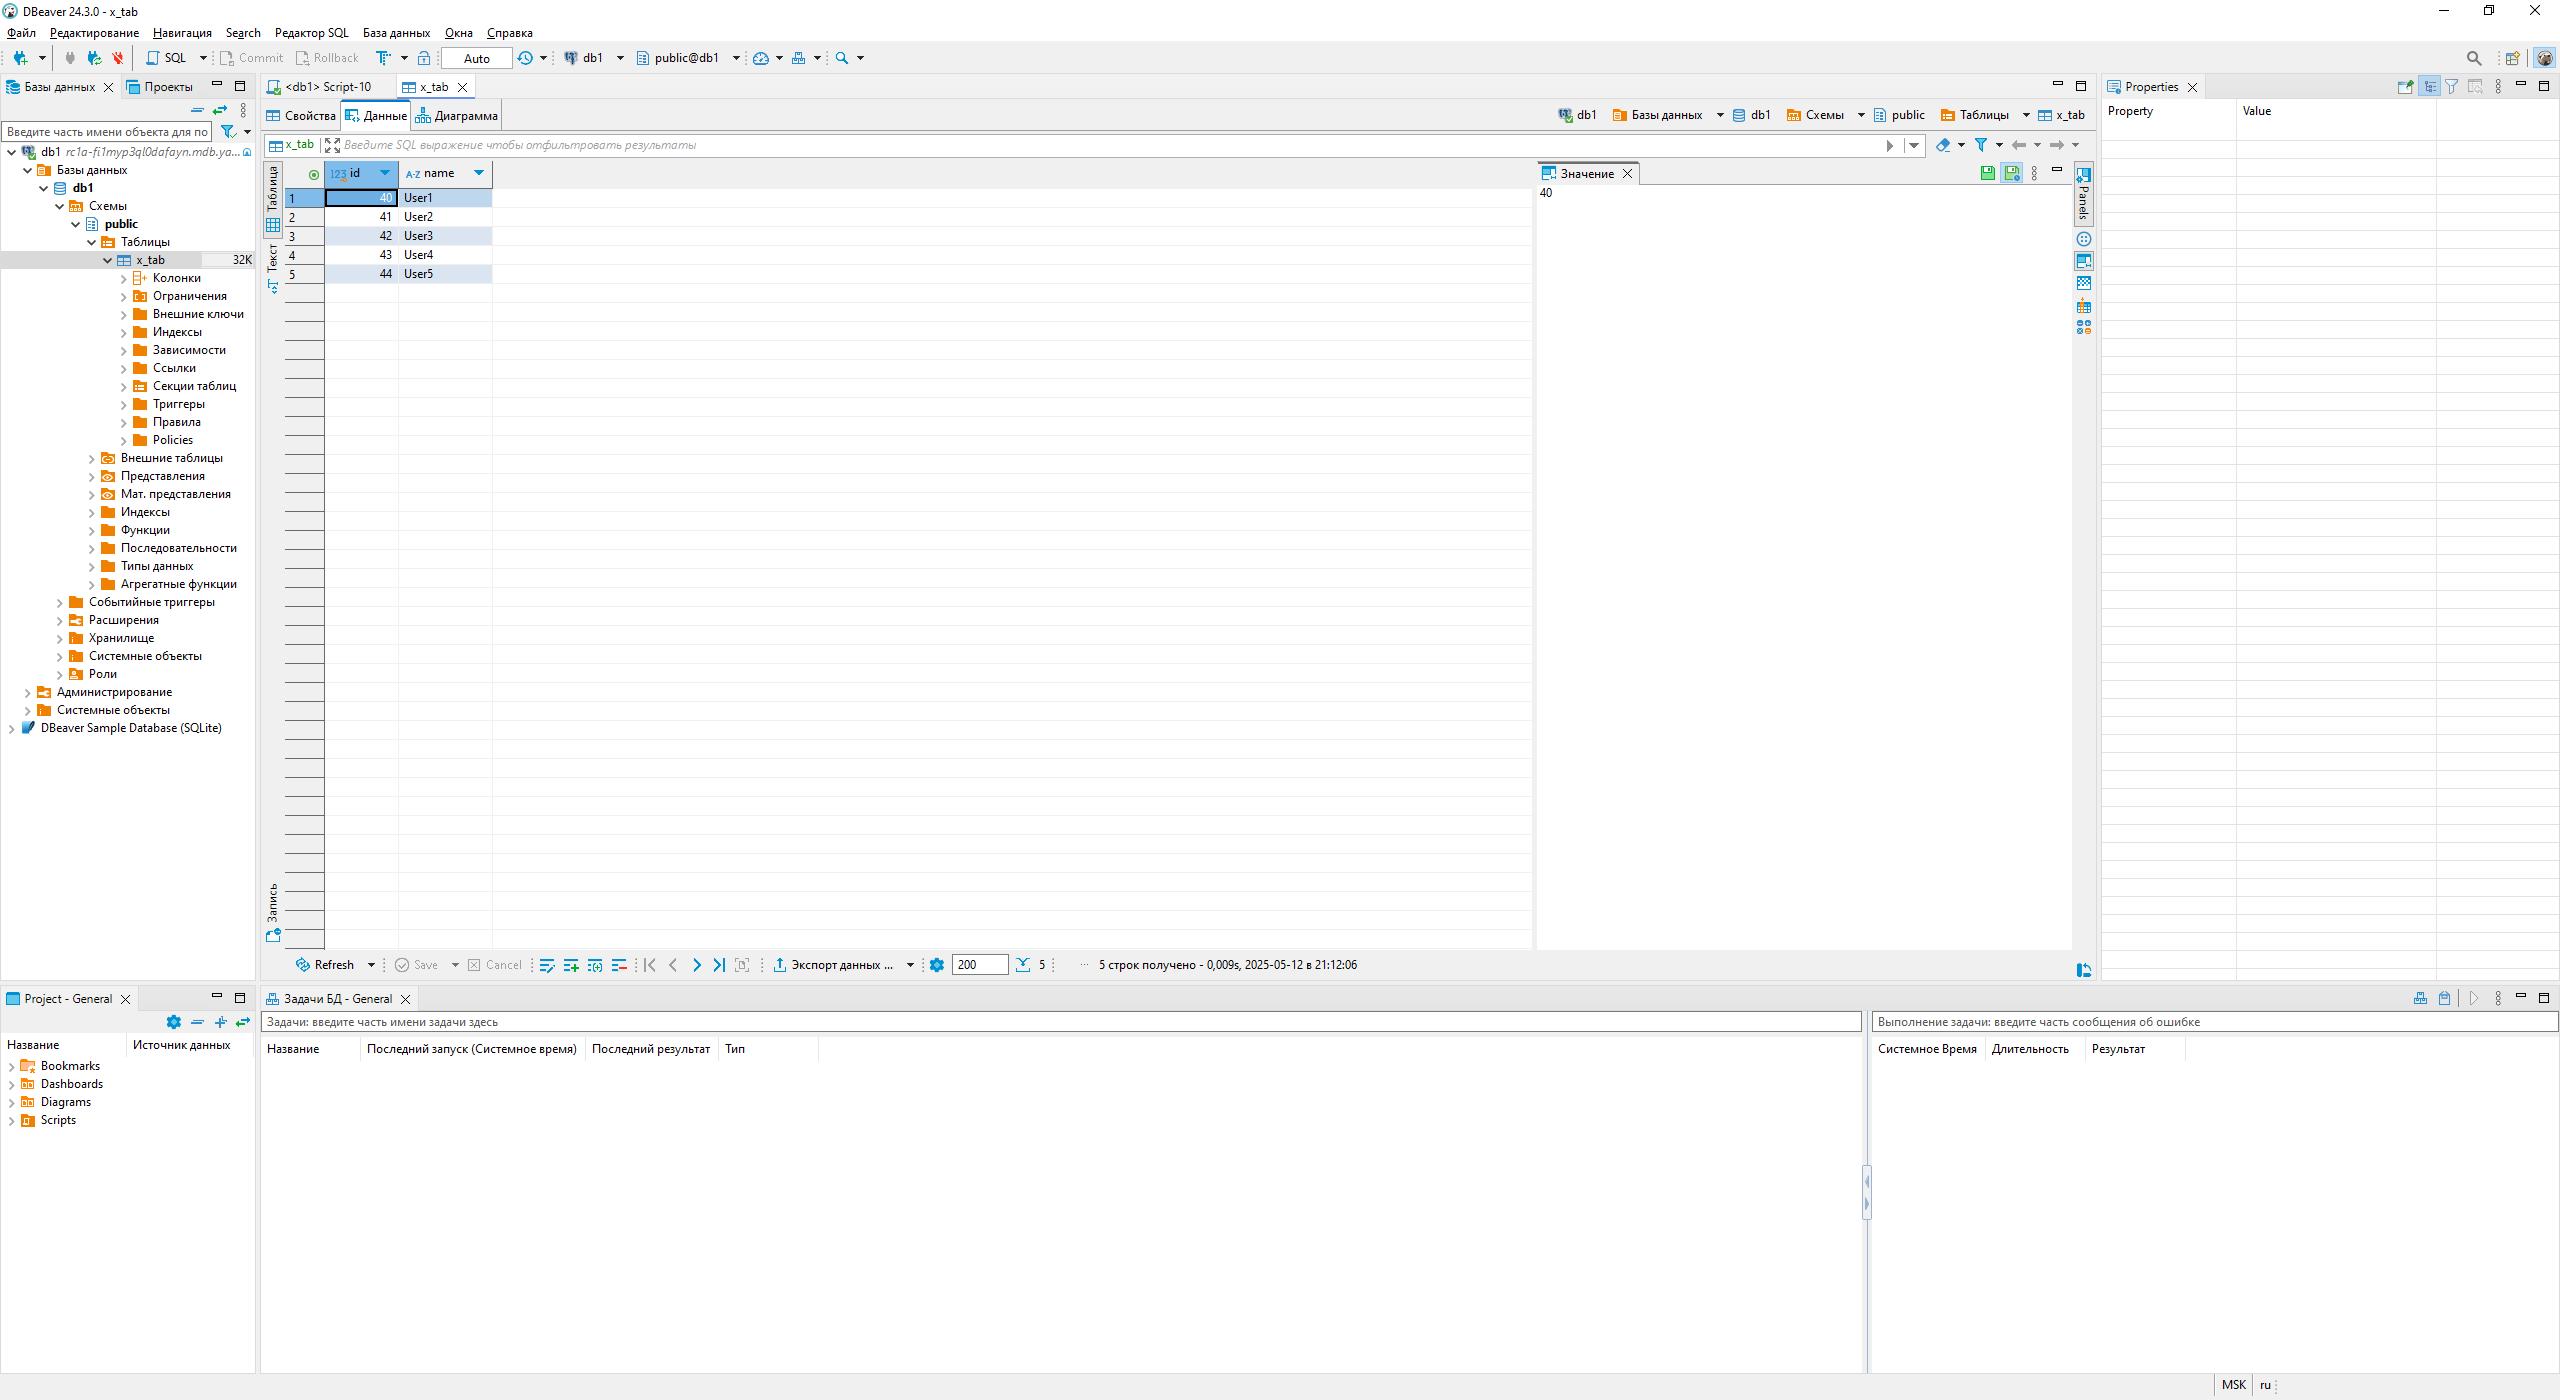 DBeaver 24.3.0 - x_tab
Файл Редактирование Навигация Search Редактор SQL База данных Окна Справка
SQL Commit Rollback Auto db1 public@db1
Базы данных Проекты
Введите часть имени объекта для по
db1 rc1a-fi1myp3ql0dafayn.mdb.ya...
Базы данных
db1
Схемы
public
Таблицы
x_tab 32K
Колонки
Ограничения
Внешние ключи
Индексы
Зависимости
Ссылки
Секции таблиц
Триггеры
Правила
Policies
Внешние таблицы
Представления
Мат. представления
Индексы
Функции
Последовательности
Типы данных
Агрегатные функции
Событийные триггеры
Расширения
Хранилище
Системные объекты
Роли
Администрирование
Системные объекты
DBeaver Sample Database (SQLite)
<db1> Script-10 x_tab
Свойства Данные Диаграмма
db1 Базы данных db1 Схемы public Таблицы x_tab
x_tab Введите SQL выражение чтобы отфильтровать результаты
Таблица
Текст
Запись
123 id A-Z name
1 40 User1
2 41 User2
3 42 User3
4 43 User4
5 44 User5
Значение
40
Panels
Refresh Save Cancel Экспорт данных ... 200 5 ... 5 строк получено - 0,009s, 2025-05-12 в 21:12:06
Properties
Property Value
Project - General
Название Источник данных
Bookmarks
Dashboards
Diagrams
Scripts
Задачи БД - General
Задачи: введите часть имени задачи здесь
Название Последний запуск (Системное время) Последний результат Тип
Выполнение задачи: введите часть сообщения об ошибке
Системное Время Длительность Результат
MSK ru